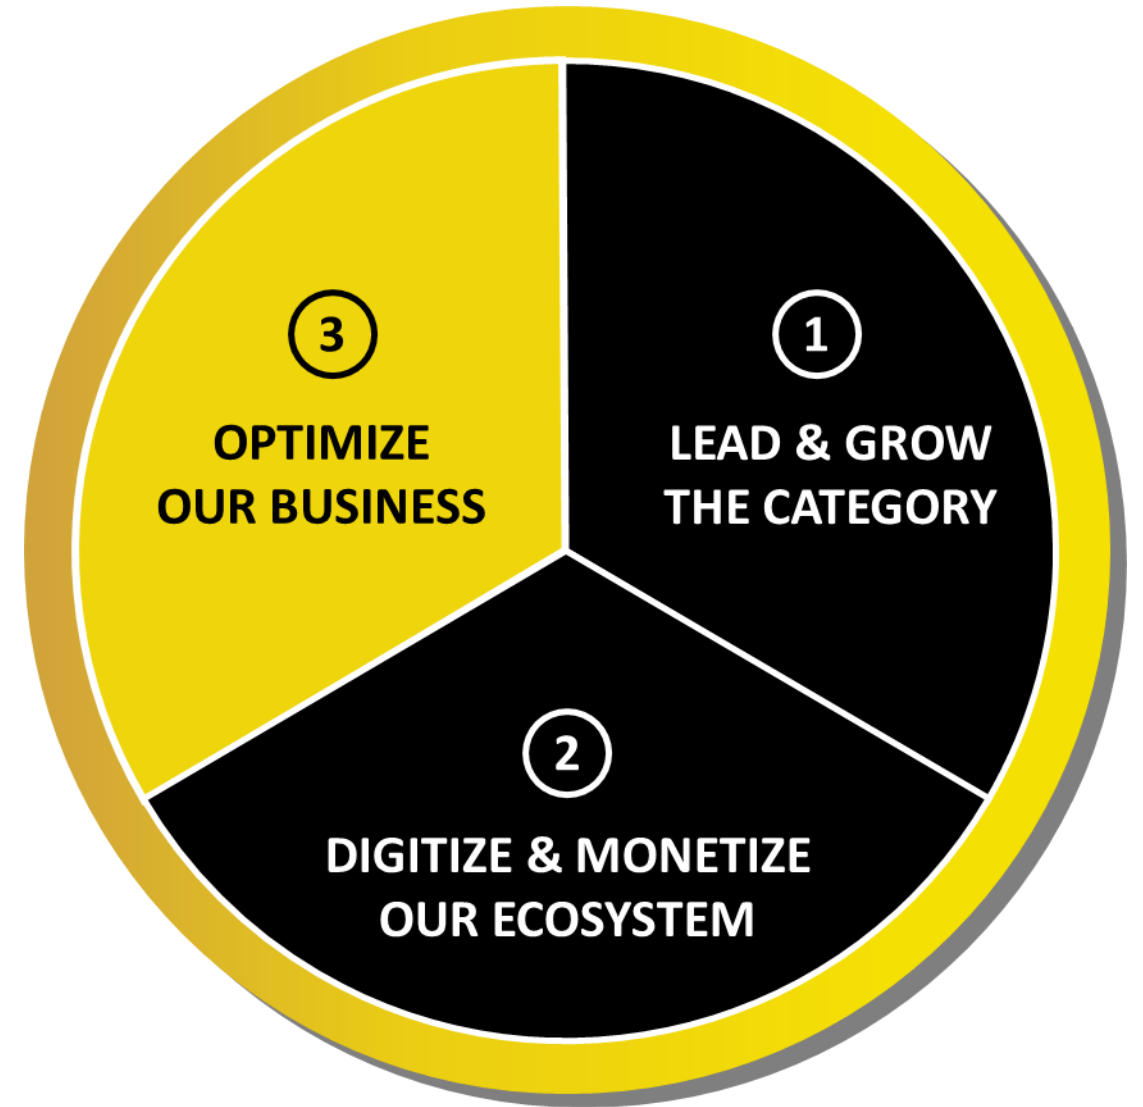 1
LEAD & GROW
THE CATEGORY
2
DIGITIZE & MONETIZE
OUR ECOSYSTEM
3
OPTIMIZE
OUR BUSINESS